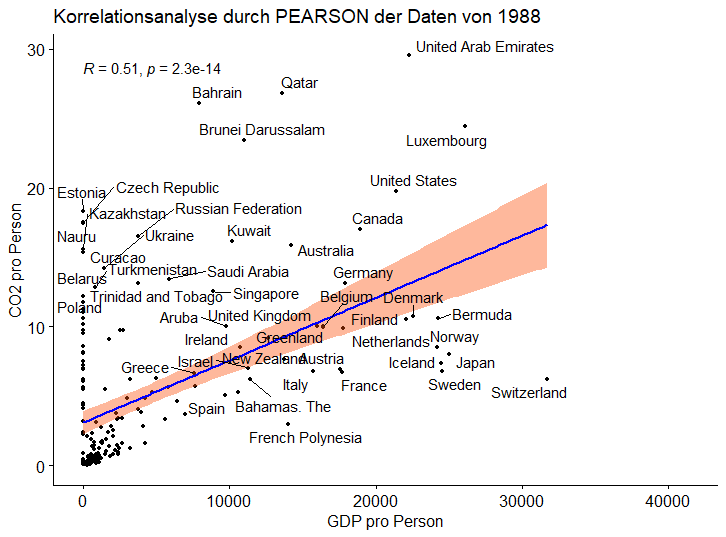 Korrelationsanalyse durch PEARSON der Daten von 1988
30
United Arab Emirates
R = 0.51, p = 2.3e-14
Qatar
Bahrain
Brunei Darussalam
Luxembourg
20
Estonia
Czech Republic
United States
Kazakhstan
Russian Federation
Canada
Nauru
Ukraine
Kuwait
Australia
Curacao
Turkmenistan
Saudi Arabia
Germany
Belarus
Trinidad and Tobago
Singapore
Belgium
Denmark
Poland
Aruba
United Kingdom
Finland
Bermuda
10
Ireland
Greenland
Netherlands
Norway
Greece
Israel
New Zealand
Austria
Iceland
Japan
Italy
France
Sweden
Switzerland
Spain
Bahamas. The
French Polynesia
0
CO2 pro Person
0
10000
20000
30000
40000
GDP pro Person